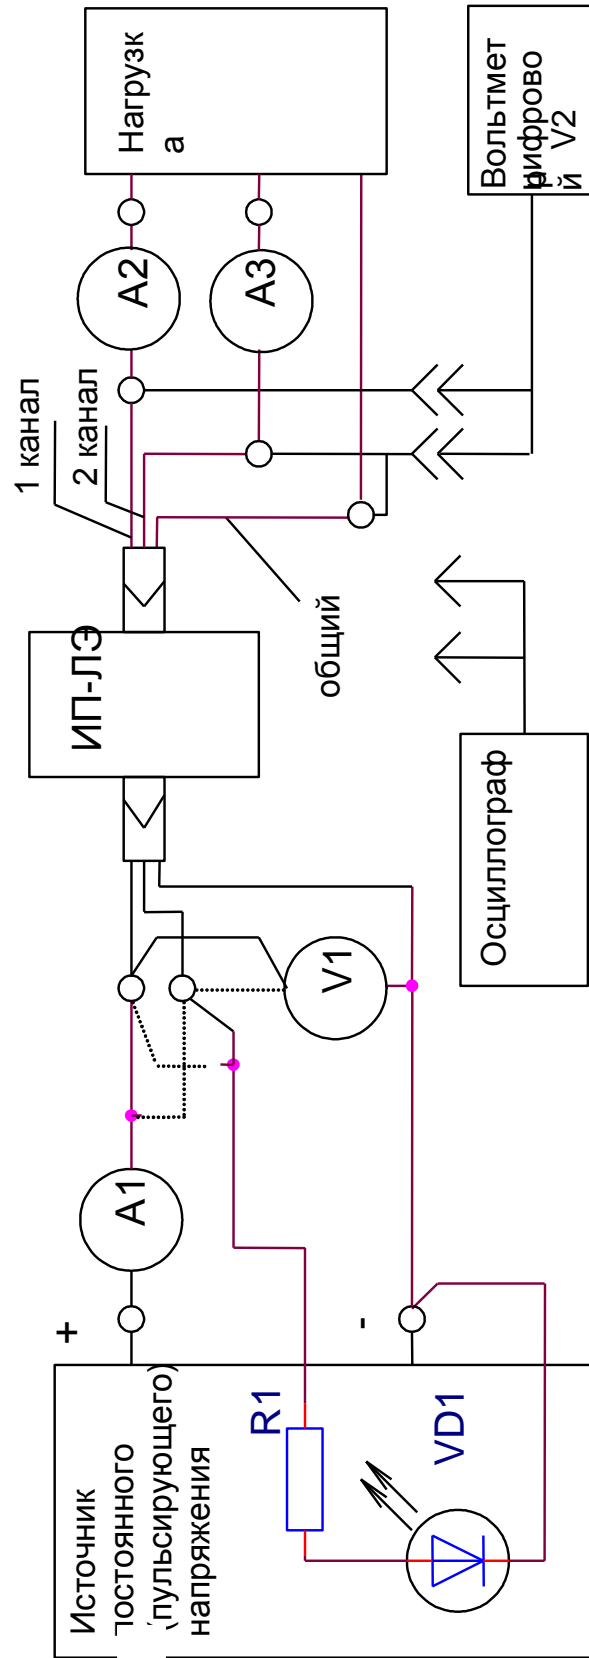 Источник
постоянного
(пульсирующего)
напряжения
+
-
R1
VD1
A1
V1
ИП-ЛЭ
1 канал
2 канал
общий
A2
A3
Нагрузк
а
Осциллограф
Вольтмет
р цифрово
й V2